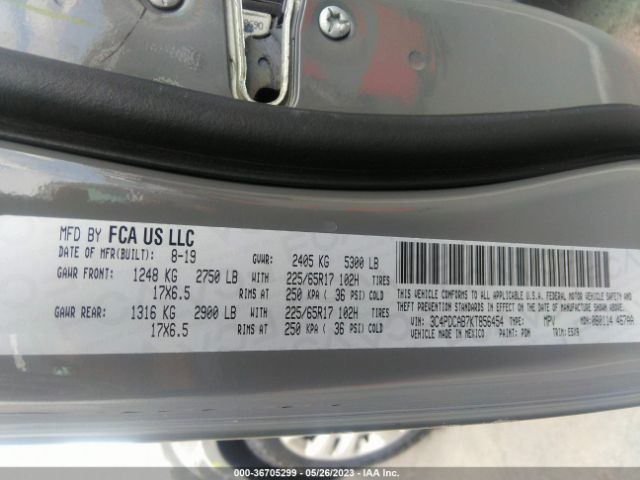 MFD BY FCA US LLC
DATE OF MFR(BUILT): 8-19 GVWR: 2405 KG 5300 LB
GAWR FRONT: 1248 KG 2750 LB WITH 225/65R17 102H TIRES
17X6.5 RIMS AT 250 KPA ( 36 PSI) COLD
GAWR REAR: 1316 KG 2900 LB WITH 225/65R17 102H TIRES
17X6.5 RIMS AT 250 KPA ( 36 PSI) COLD
THIS VEHICLE CONFORMS TO ALL APPLICABLE U.S.A. FEDERAL MOTOR VEHICLE SAFETY AND
THEFT PREVENTION STANDARDS IN EFFECT ON THE DATE OF MANUFACTURE SHOWN ABOVE.
VIN: 3C4PDCAB7KT856454 TYPE: MPV MDH: 080114 467AA
VEHICLE MADE IN MEXICO PAINT: PDN TRIM:
000-36705299 - 05/26/2023 - IAA Inc.